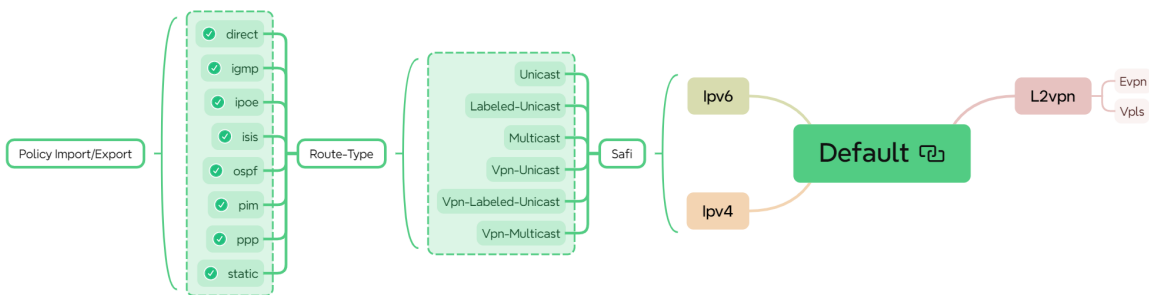 Policy Import/Export
direct
igmp
ipoe
isis
ospf
pim
ppp
static
Route-Type
Unicast
Labeled-Unicast
Multicast
Vpn-Unicast
Vpn-Labeled-Unicast
Vpn-Multicast
Safi
Ipv6
Ipv4
Default
L2vpn
Evpn
Vpls